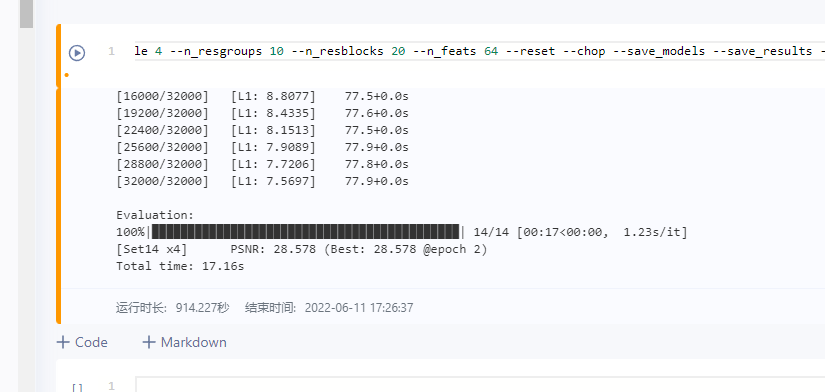 1 le 4 --n_resgroups 10 --n_resblocks 20 --n_feats 64 --reset --chop --save_models --save_results -
[16000/32000] [L1: 8.8077] 77.5+0.0s
[19200/32000] [L1: 8.4335] 77.6+0.0s
[22400/32000] [L1: 8.1513] 77.5+0.0s
[25600/32000] [L1: 7.9089] 77.9+0.0s
[28800/32000] [L1: 7.7206] 77.8+0.0s
[32000/32000] [L1: 7.5697] 77.9+0.0s
Evaluation:
100%|██████████| 14/14 [00:17<00:00, 1.23s/it]
[Set14 x4] PSNR: 28.578 (Best: 28.578 @epoch 2)
Total time: 17.16s
运行时长: 914.227秒 结束时间: 2022-06-11 17:26:37
+ Code + Markdown
[] 1